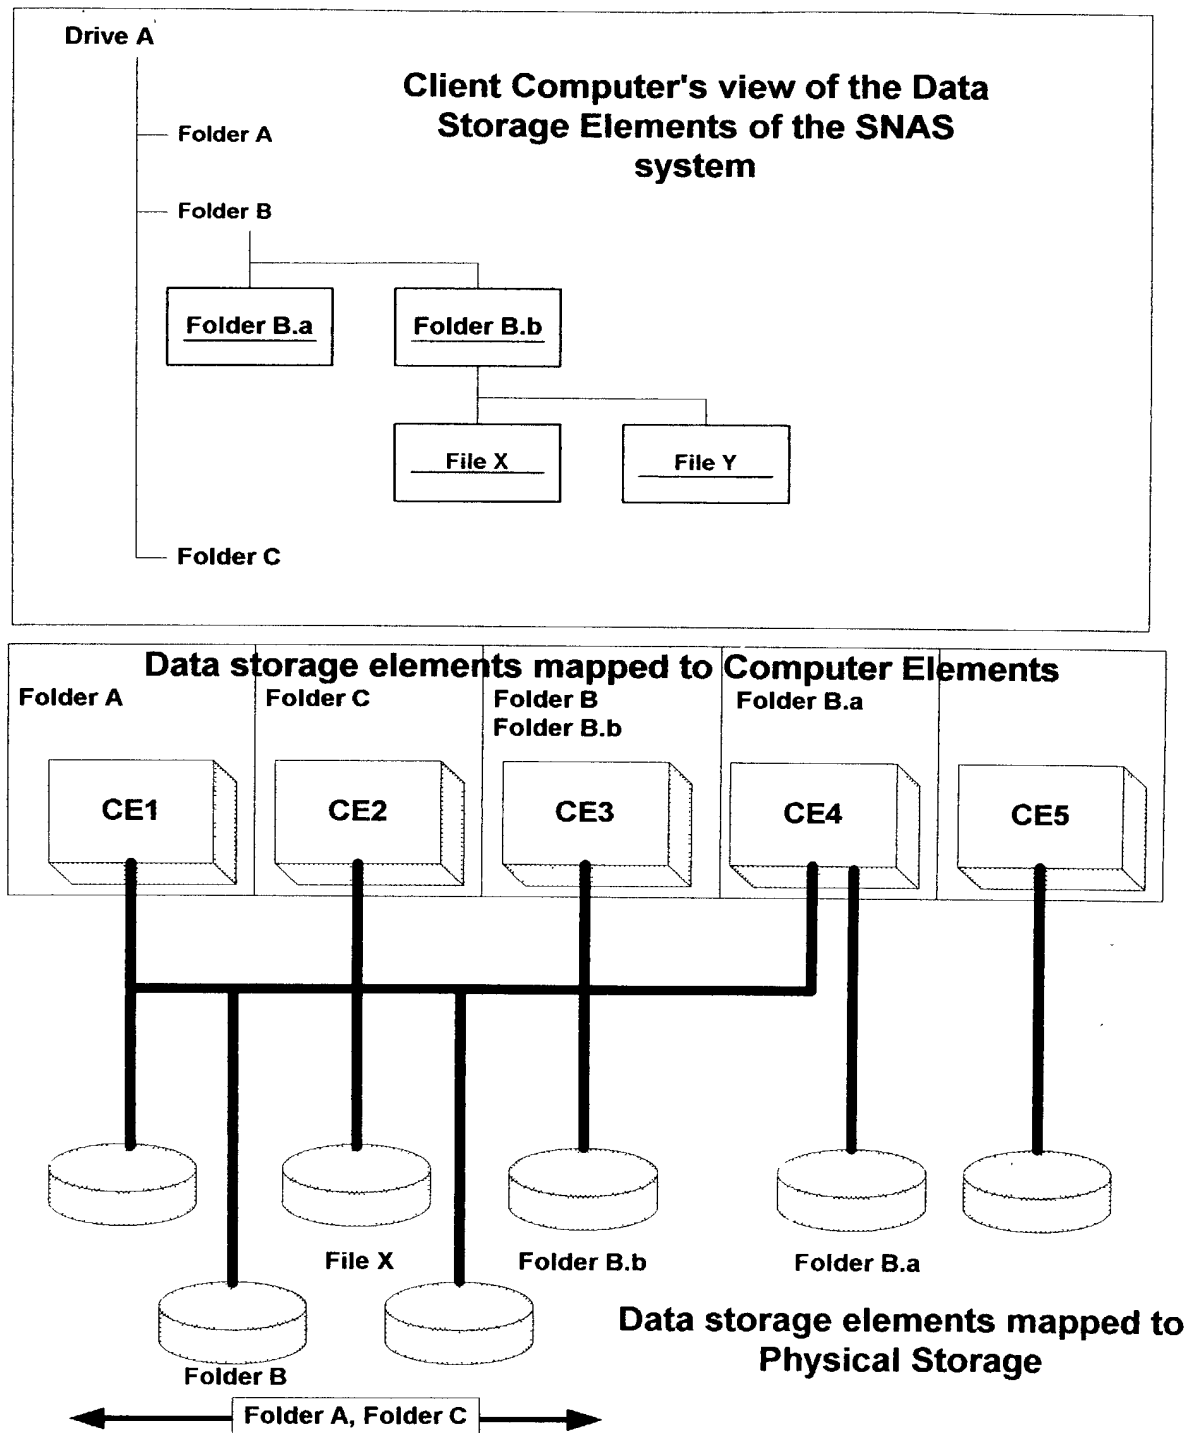 Drive A
Client Computer's view of the Data
Storage Elements of the SNAS
system
Folder A
Folder B
Folder B.a
Folder B.b
File X
File Y
Folder C
Data storage elements mapped to Computer Elements
Folder A
Folder C
Folder B
Folder B.b
Folder B.a
CE1
CE2
CE3
CE4
CE5
File X
Folder B.b
Folder B.a
Data storage elements mapped to
Physical Storage
Folder B
Folder A, Folder C